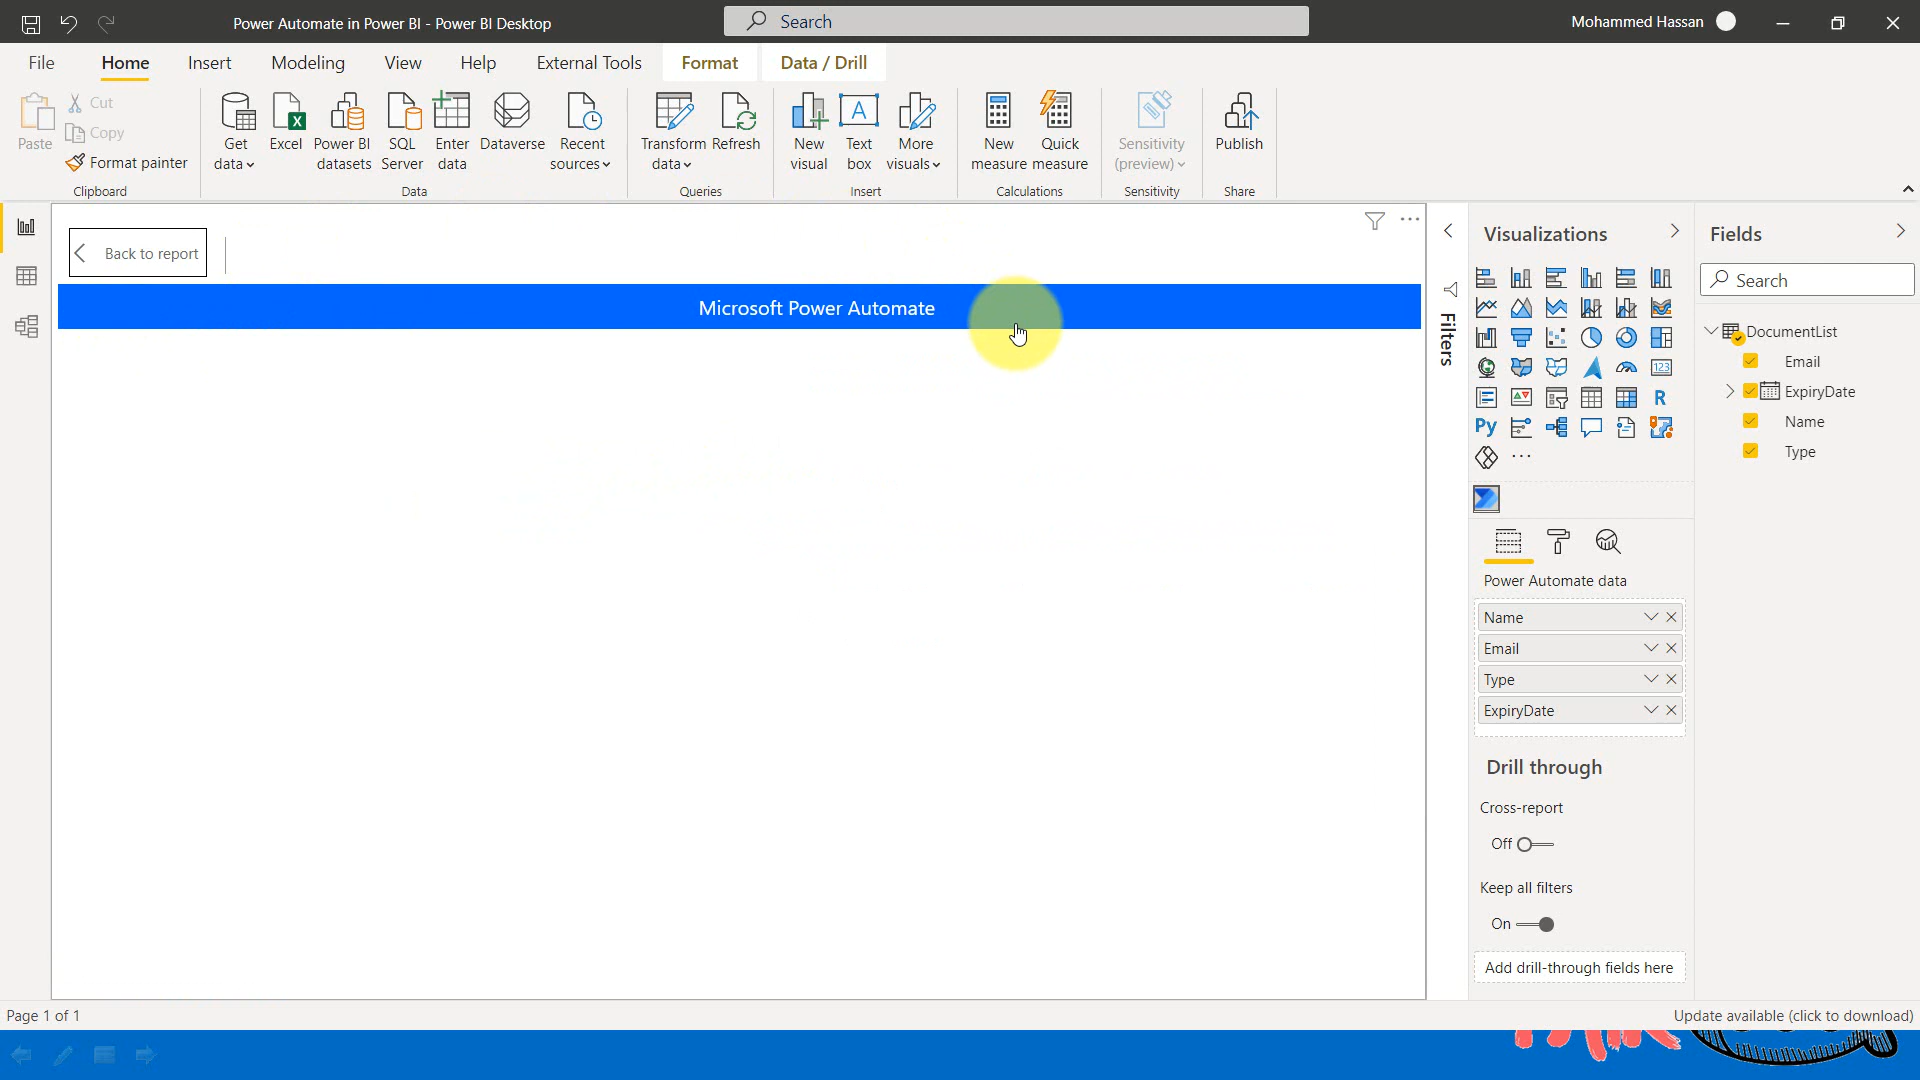 Power Automate in Power BI - Power BI Desktop
Search
Mohammed Hassan
File Home Insert Modeling View Help External Tools Format Data / Drill
Paste
Cut
Copy
Format painter
Clipboard
Get data
Excel
Power BI datasets
SQL Server
Enter data
Dataverse
Recent sources
Data
Transform data
Refresh
Queries
New visual
Text box
More visuals
Insert
New measure
Quick measure
Calculations
Sensitivity (preview)
Sensitivity
Publish
Share
Back to report
Microsoft Power Automate
Filters
Visualizations
123
R
Py
Power Automate data
Name
Email
Type
ExpiryDate
Drill through
Cross-report
Off
Keep all filters
On
Add drill-through fields here
Fields
Search
DocumentList
Email
ExpiryDate
Name
Type
Page 1 of 1
Update available (click to download)